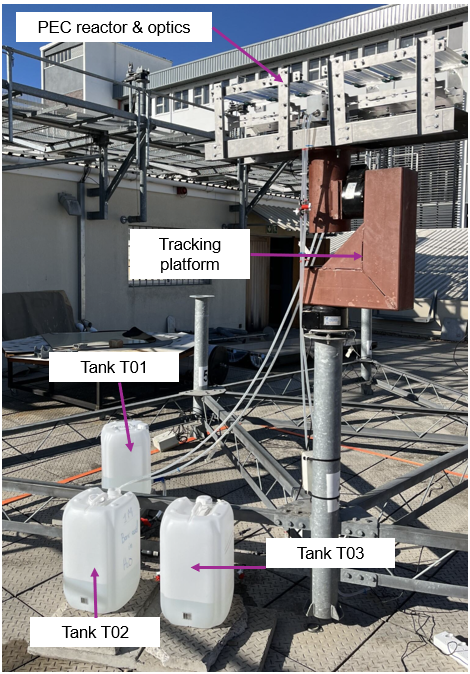 PEC reactor & optics
Tracking
platform
Tank T01
Tank T03
Tank T02